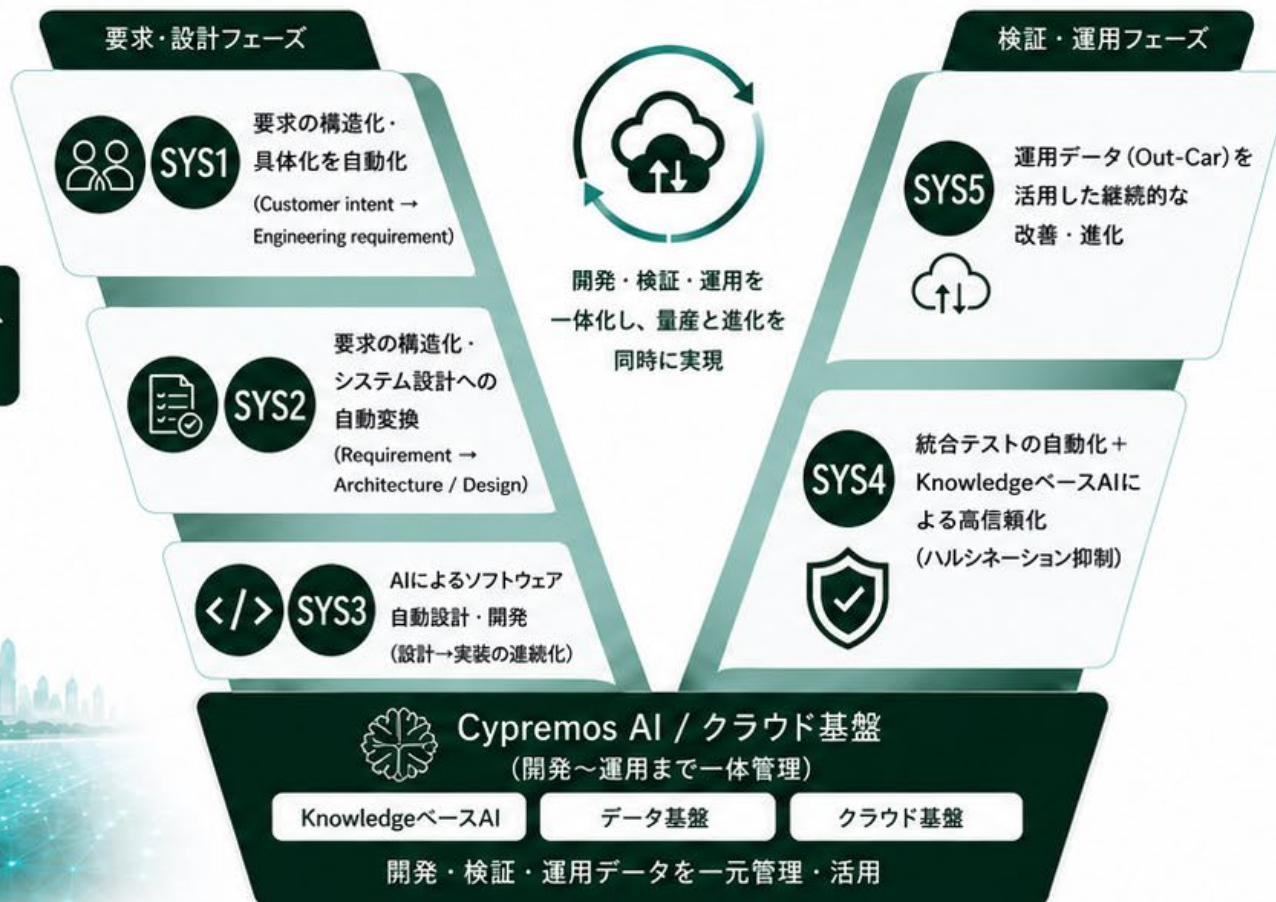 要求・設計フェーズ
SYS1
要求の構造化・
具体化を自動化
(Customer intent →
Engineering requirement)
SYS2
要求の構造化・
システム設計への
自動変換
(Requirement →
Architecture / Design)
</>
SYS3
AIによるソフトウェア
自動設計・開発
(設計→実装の連続化)
開発・検証・運用を
一体化し、量産と進化を
同時に実現
検証・運用フェーズ
SYS5
運用データ(Out-Car)を
活用した継続的な
改善・進化
SYS4
統合テストの自動化+
KnowledgeベースAIに
よる高信頼化
(ハルシネーション抑制)
Cypremos AI / クラウド基盤
(開発〜運用まで一体管理)
KnowledgeベースAI
データ基盤
クラウド基盤
開発・検証・運用データを一元管理・活用